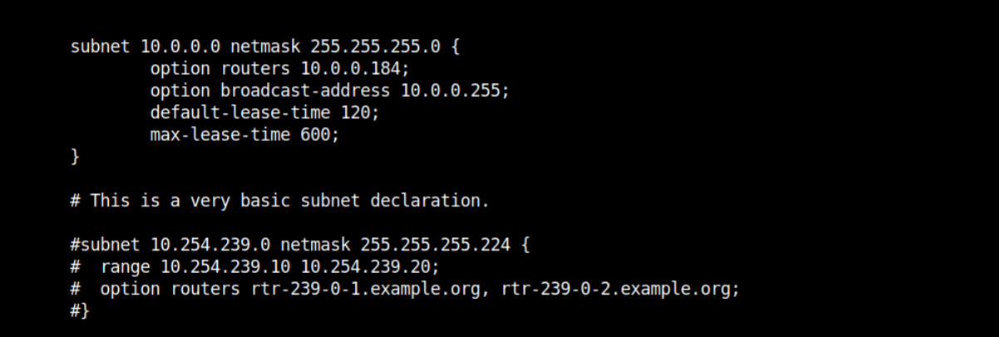 subnet 10.0.0.0 netmask 255.255.255.0 {
        option routers 10.0.0.184;
        option broadcast-address 10.0.0.255;
        default-lease-time 120;
        max-lease-time 600;
}
# This is a very basic subnet declaration.
#subnet 10.254.239.0 netmask 255.255.255.224 {
#  range 10.254.239.10 10.254.239.20;
#  option routers rtr-239-0-1.example.org, rtr-239-0-2.example.org;
#}